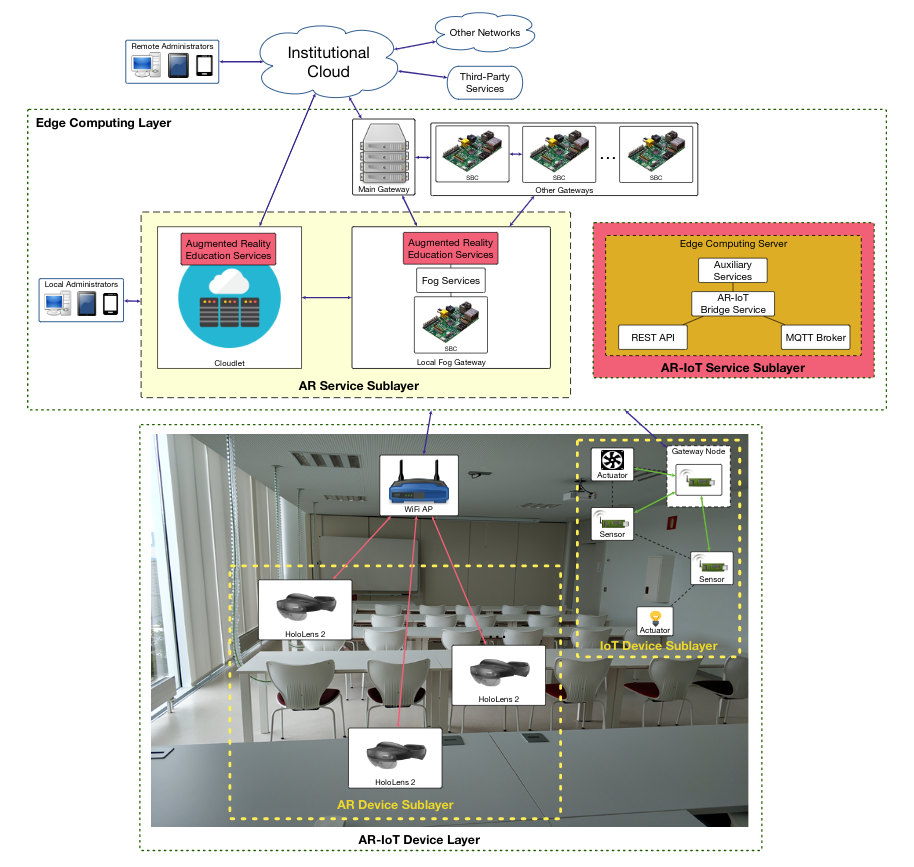 Remote Administrators
Institutional
Cloud
Other Networks
Third-Party
Services
Edge Computing Layer
Main Gateway
SBC
SBC
...
SBC
Other Gateways
Augmented Reality
Education Services
Cloudlet
Augmented Reality
Education Services
Fog Services
SBC
Local Fog Gateway
AR Service Sublayer
Local Administrators
Edge Computing Server
Auxiliary
Services
AR-IoT
Bridge Service
REST API
MQTT Broker
AR-IoT Service Sublayer
WiFi AP
Actuator
Gateway Node
Sensor
Sensor
Actuator
IoT Device Sublayer
HoloLens 2
HoloLens 2
HoloLens 2
AR Device Sublayer
AR-IoT Device Layer